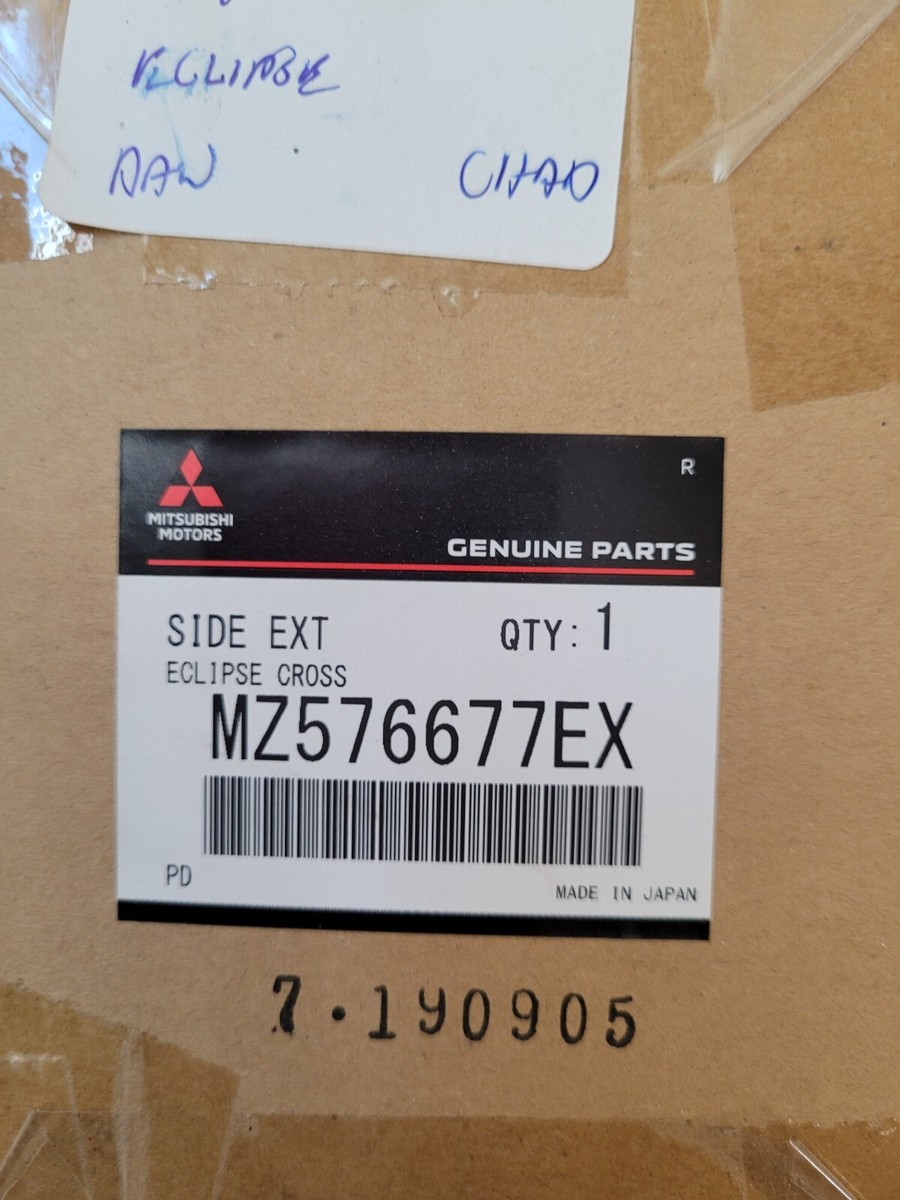 DAW CHAD
R
MITSUBISHI
MOTORS
GENUINE PARTS
SIDE EXT QTY: 1
ECLIPSE CROSS
MZ576677EX
PD MADE IN JAPAN
7.190905